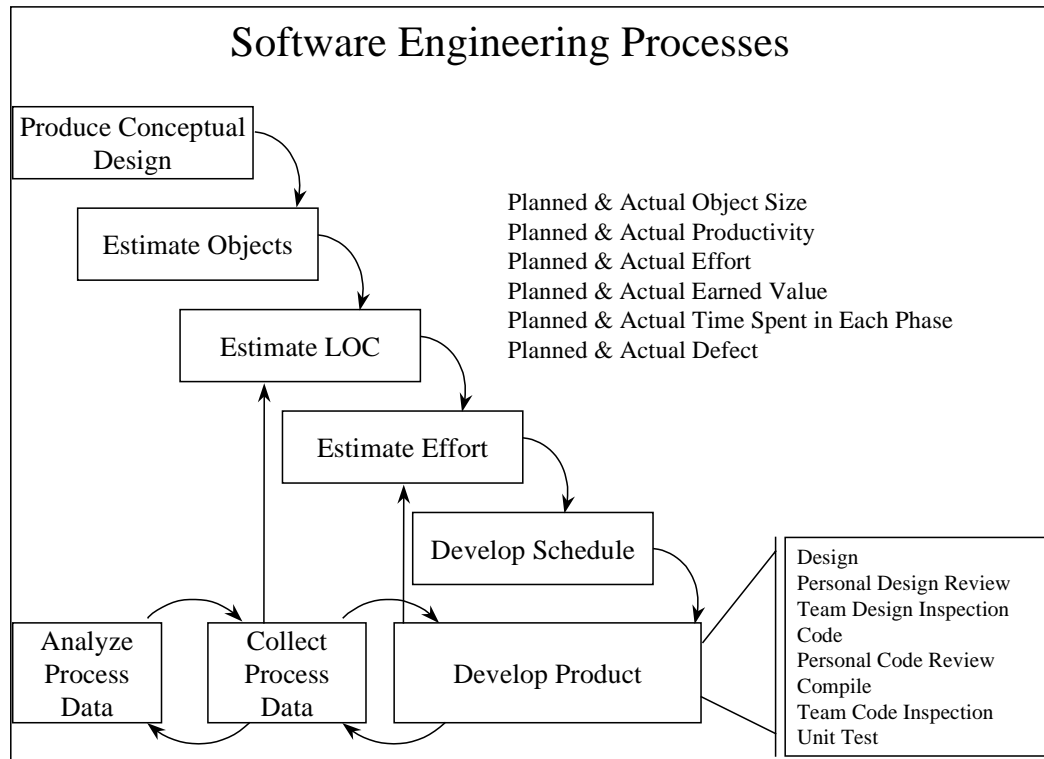 Software Engineering Processes
Produce Conceptual
Design
Estimate Objects
Planned & Actual Object Size
Planned & Actual Productivity
Planned & Actual Effort
Planned & Actual Earned Value
Planned & Actual Time Spent in Each Phase
Planned & Actual Defect
Estimate LOC
Estimate Effort
Develop Schedule
Analyze
Process
Data
Collect
Process
Data
Develop Product
Design
Personal Design Review
Team Design Inspection
Code
Personal Code Review
Compile
Team Code Inspection
Unit Test